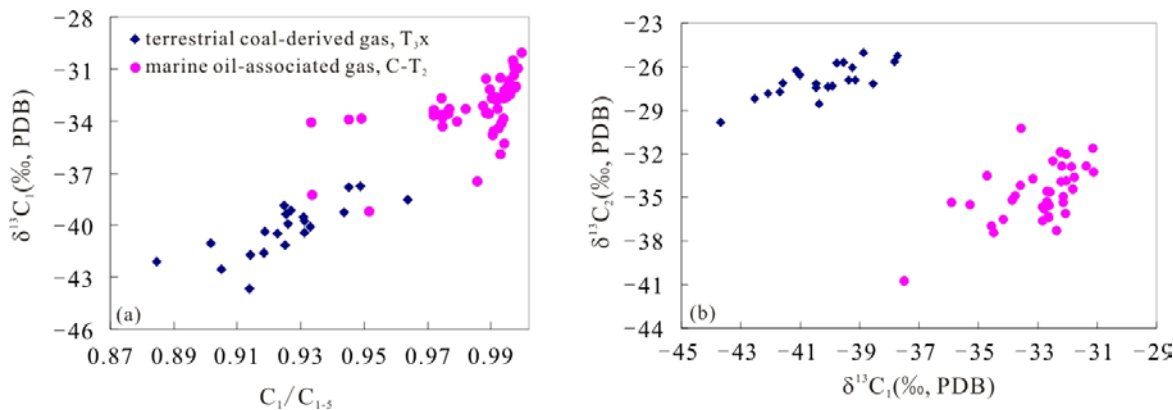 −28
−31
−34
−37
−40
−43
−46
δ¹³C₁(‰, PDB)
terrestrial coal-derived gas, T₃x
marine oil-associated gas, C-T₂
(a)
0.87 0.89 0.91 0.93 0.95 0.97 0.99
C₁/C₁₋₅
−23
−26
−29
−32
−35
−38
−41
−44
δ¹³C₂(‰, PDB)
(b)
−45 −43 −41 −39 −37 −35 −33 −31 −29
δ¹³C₁(‰, PDB)